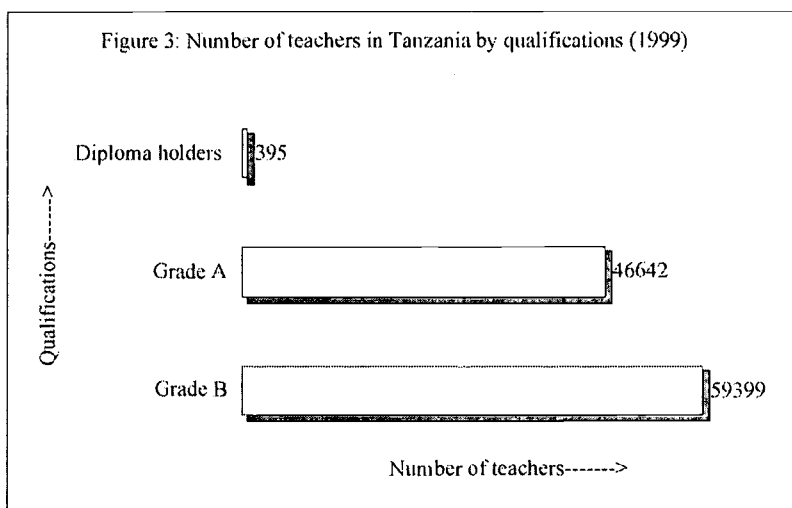 Figure 3: Number of teachers in Tanzania by qualifications (1999)
Diploma holders 395
Grade A 46642
Grade B 59399
Qualifications----->
Number of teachers------->